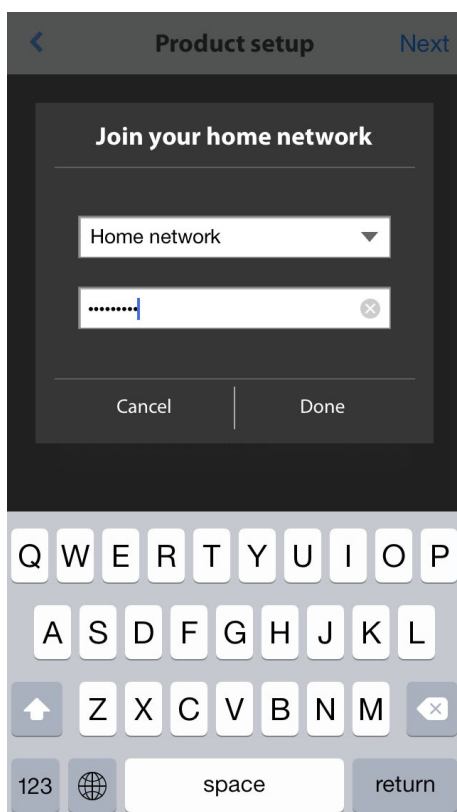 Product setup Next
Join your home network
Home network
•••••••••
Cancel Done
Q W E R T Y U I O P
A S D F G H J K L
Z X C V B N M
123 space return